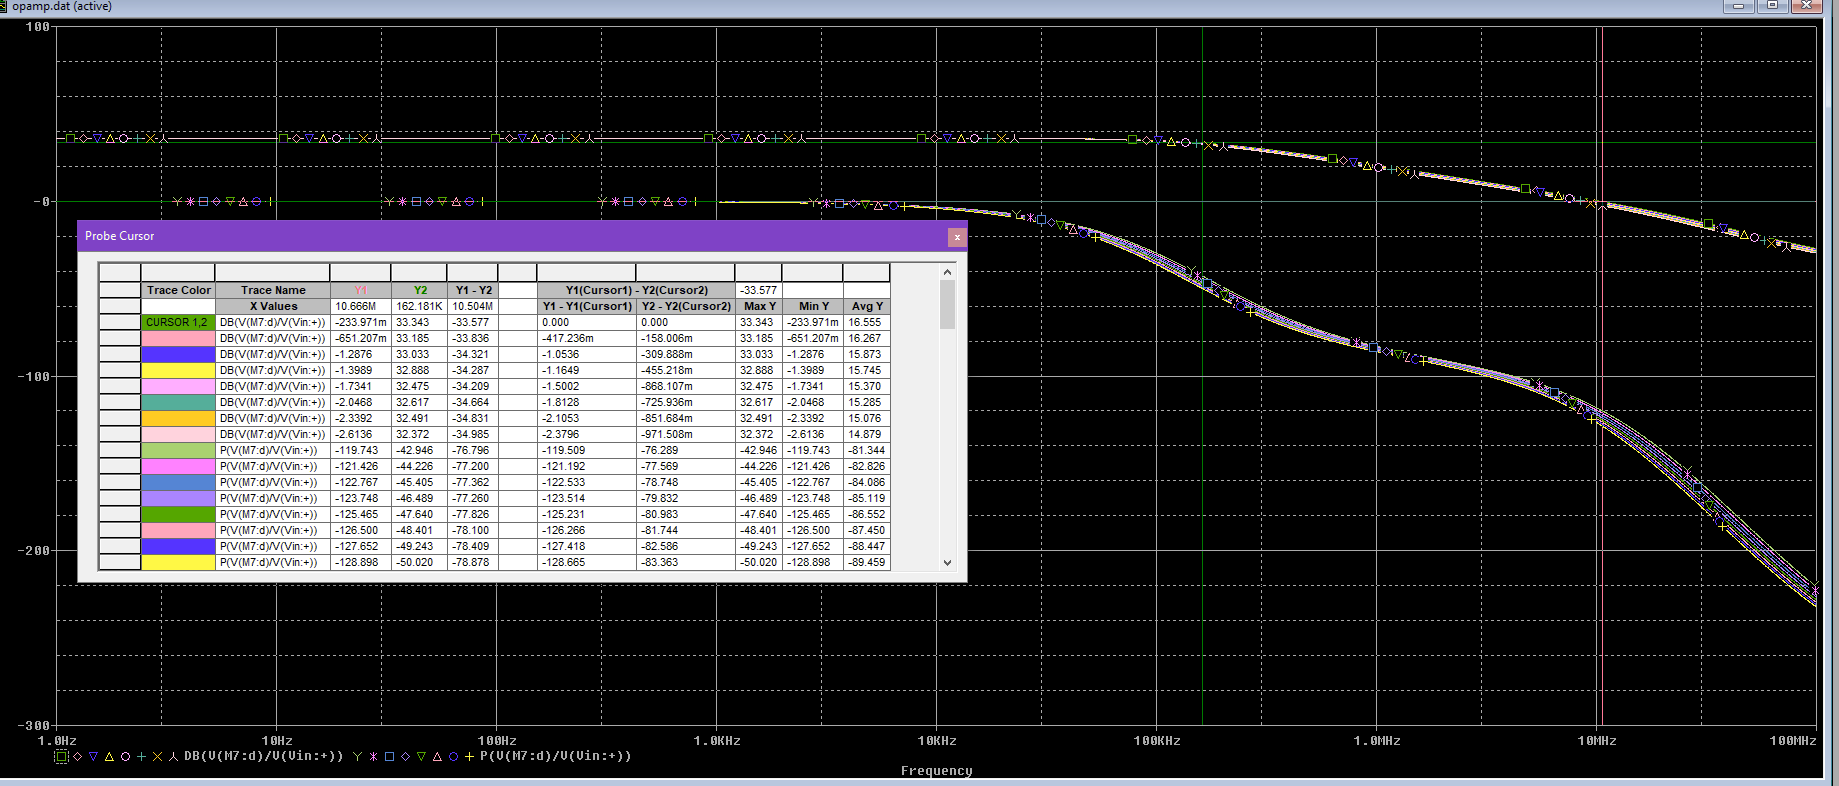 opamp.dat (active)
100
-0
Probe Cursor
x
Trace Color Trace Name Y1 Y2 Y1 - Y2 Y1(Cursor1) - Y2(Cursor2) -33.577
X Values 10.666M 162.181K 10.504M Y1 - Y1(Cursor1) Y2 - Y2(Cursor2) Max Y Min Y Avg Y
CURSOR 1,2 DB(V(M7:d)/V(Vin:+)) -233.971m 33.343 -33.577 0.000 0.000 33.343 -233.971m 16.555
DB(V(M7:d)/V(Vin:+)) -651.207m 33.185 -33.836 -417.236m -158.006m 33.185 -651.207m 16.267
DB(V(M7:d)/V(Vin:+)) -1.2876 33.033 -34.321 -1.0536 -309.888m 33.033 -1.2876 15.873
DB(V(M7:d)/V(Vin:+)) -1.3989 32.888 -34.287 -1.1649 -455.218m 32.888 -1.3989 15.745
DB(V(M7:d)/V(Vin:+)) -1.7341 32.475 -34.209 -1.5002 -868.107m 32.475 -1.7341 15.370
DB(V(M7:d)/V(Vin:+)) -2.0468 32.617 -34.664 -1.8128 -725.936m 32.617 -2.0468 15.285
DB(V(M7:d)/V(Vin:+)) -2.3392 32.491 -34.831 -2.1053 -851.684m 32.491 -2.3392 15.076
DB(V(M7:d)/V(Vin:+)) -2.6136 32.372 -34.985 -2.3796 -971.508m 32.372 -2.6136 14.879
P(V(M7:d)/V(Vin:+)) -119.743 -42.946 -76.796 -119.509 -76.289 -42.946 -119.743 -81.344
P(V(M7:d)/V(Vin:+)) -121.426 -44.226 -77.200 -121.192 -77.569 -44.226 -121.426 -82.826
P(V(M7:d)/V(Vin:+)) -122.767 -45.405 -77.362 -122.533 -78.748 -45.405 -122.767 -84.086
P(V(M7:d)/V(Vin:+)) -123.748 -46.489 -77.260 -123.514 -79.832 -46.489 -123.748 -85.119
P(V(M7:d)/V(Vin:+)) -125.465 -47.640 -77.826 -125.231 -80.983 -47.640 -125.465 -86.552
P(V(M7:d)/V(Vin:+)) -126.500 -48.401 -78.100 -126.266 -81.744 -48.401 -126.500 -87.450
P(V(M7:d)/V(Vin:+)) -127.652 -49.243 -78.409 -127.418 -82.586 -49.243 -127.652 -88.447
P(V(M7:d)/V(Vin:+)) -128.898 -50.020 -78.878 -128.665 -83.363 -50.020 -128.898 -89.459
-100
-200
-300
1.0Hz 10Hz 100Hz 1.0KHz 10KHz 100KHz 1.0MHz 10MHz 100MHz
DB(V(M7:d)/V(Vin:+)) P(V(M7:d)/V(Vin:+))
Frequency